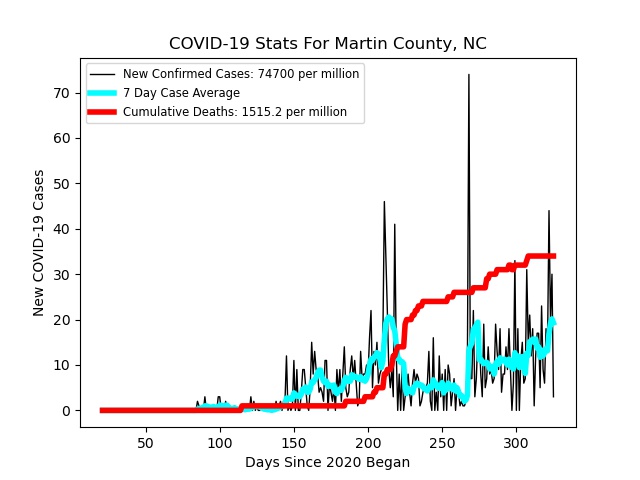 COVID-19 Stats For Martin County, NC
New Confirmed Cases: 74700 per million
7 Day Case Average
Cumulative Deaths: 1515.2 per million
New COVID-19 Cases
70
60
50
40
30
20
10
0
50
100
150
200
250
300
Days Since 2020 Began